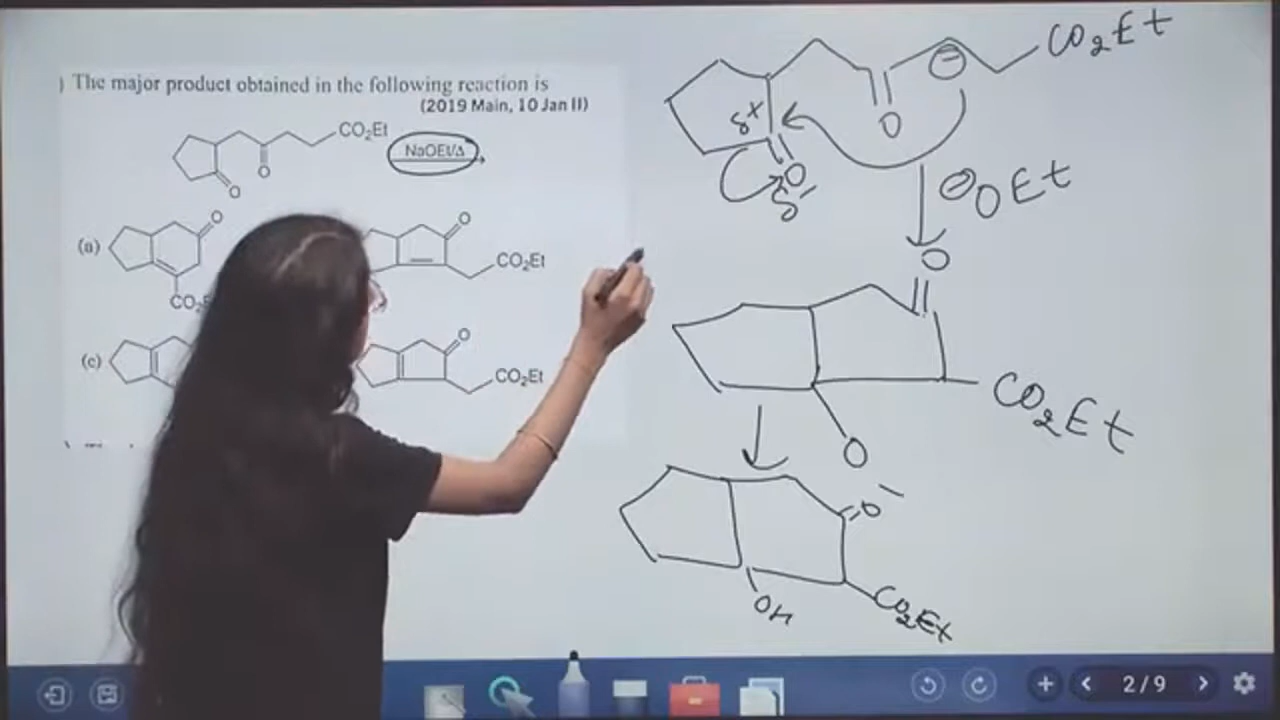 ) The major product obtained in the following reaction is
(2019 Main, 10 Jan II)
CO₂Et
NaOEt/Δ
O
O
(a)
O
CO₂E
O
CO₂Et
(c)
O
CO₂Et
CO₂Et
⊖
δ+
O
O
δ−
⊖OEt
O
CO₂Et
O−
=O
OH
CO₂Et
2/9